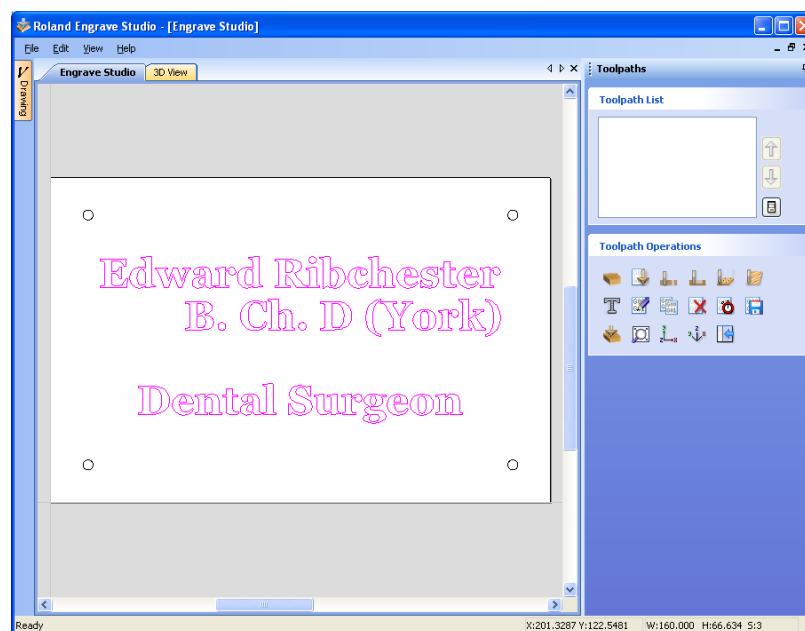 Roland Engrave Studio - [Engrave Studio]
File Edit View Help
Drawing
Engrave Studio 3D View
Toolpaths
Toolpath List
Edward Ribchester
B. Ch. D (York)
Dental Surgeon
Toolpath Operations
Ready
X:201.3287 Y:122.5481 W:160.000 H:66.634 S:3